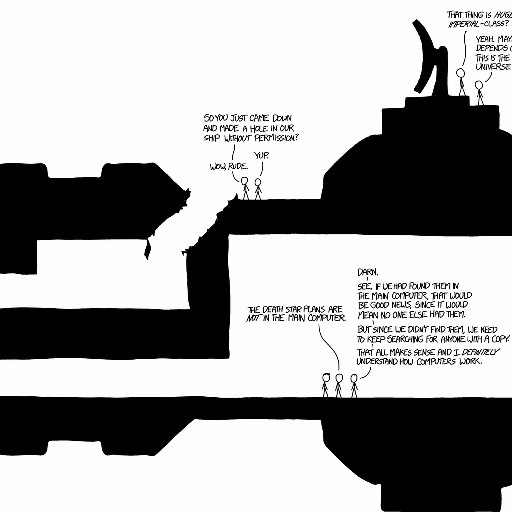 THAT THING IS HUGE
IMPERIAL-CLASS?
YEAH. MAY
DEPENDS
THIS IS THE
UNIVERSE
SO YOU JUST CAME DOWN
AND MADE A HOLE IN OUR
SHIP WITHOUT PERMISSION?
YUP.
WOW, RUDE.
THE DEATH STAR PLANS ARE
NOT IN THE MAIN COMPUTER.
DARN.
SEE, IF WE HAD FOUND THEM IN
THE MAIN COMPUTER, THAT WOULD
BE GOOD NEWS, SINCE IT WOULD
MEAN NO ONE ELSE HAD THEM.
BUT SINCE WE DIDN'T FIND THEM, WE NEED
TO KEEP SEARCHING FOR ANYONE WITH A COPY.
THAT ALL MAKES SENSE AND I DEFINITELY
UNDERSTAND HOW COMPUTERS WORK.